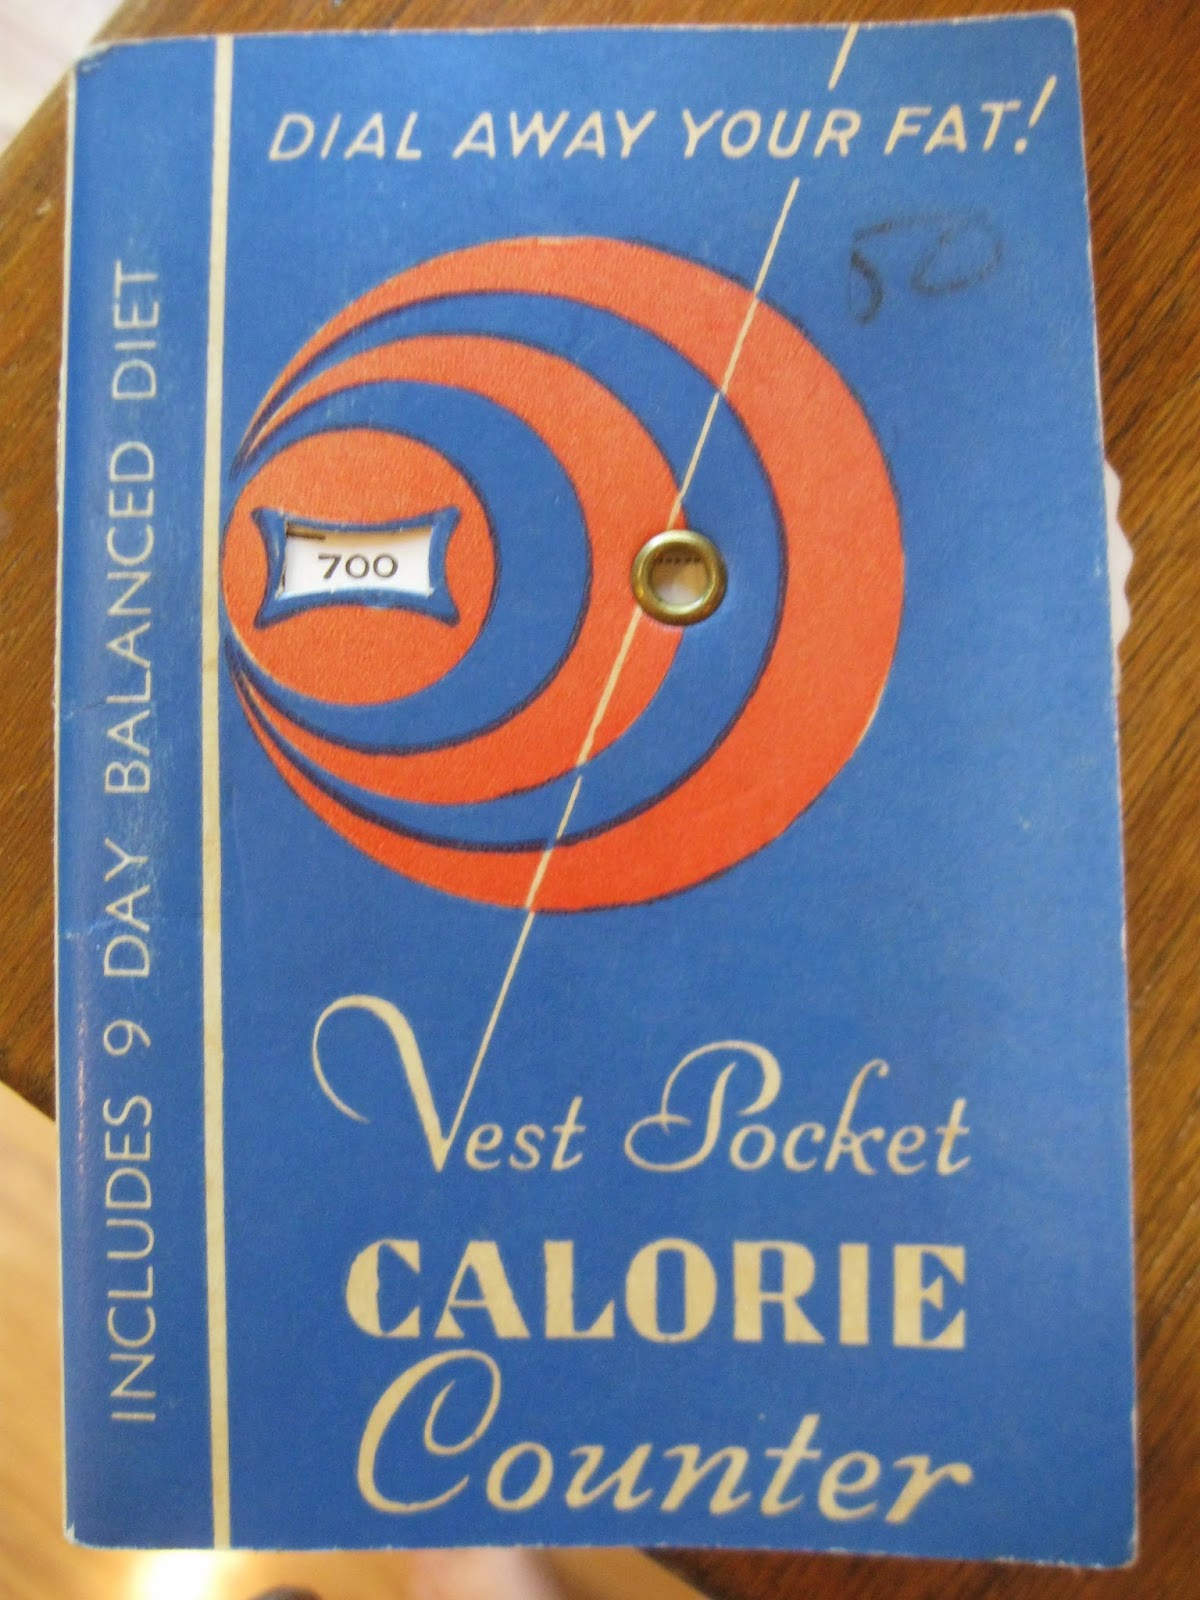 DIAL AWAY YOUR FAT!
50
INCLUDES 9 DAY BALANCED DIET
700
Vest Pocket
CALORIE
Counter